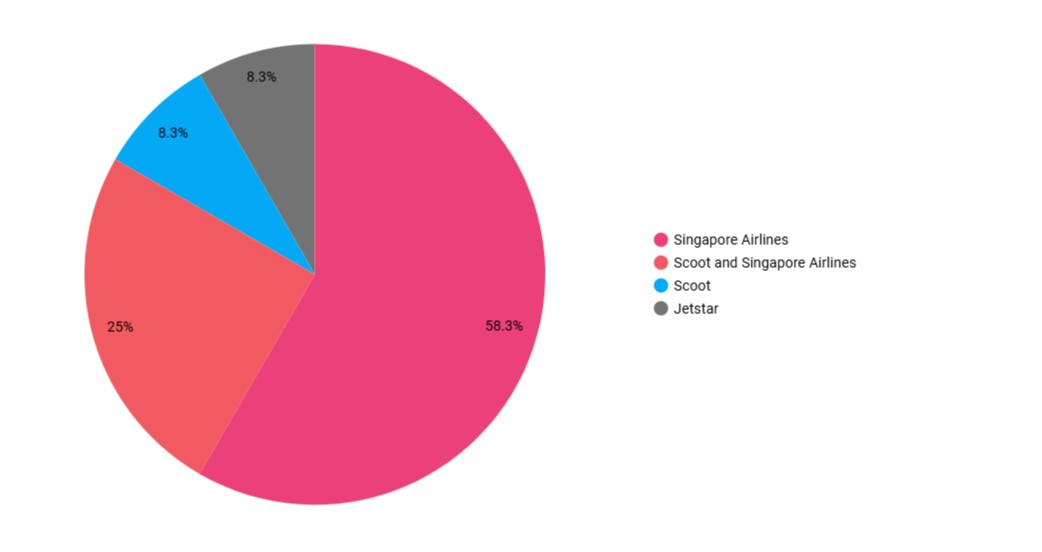 8.3%
8.3%
25%
58.3%
Singapore Airlines
Scoot and Singapore Airlines
Scoot
Jetstar